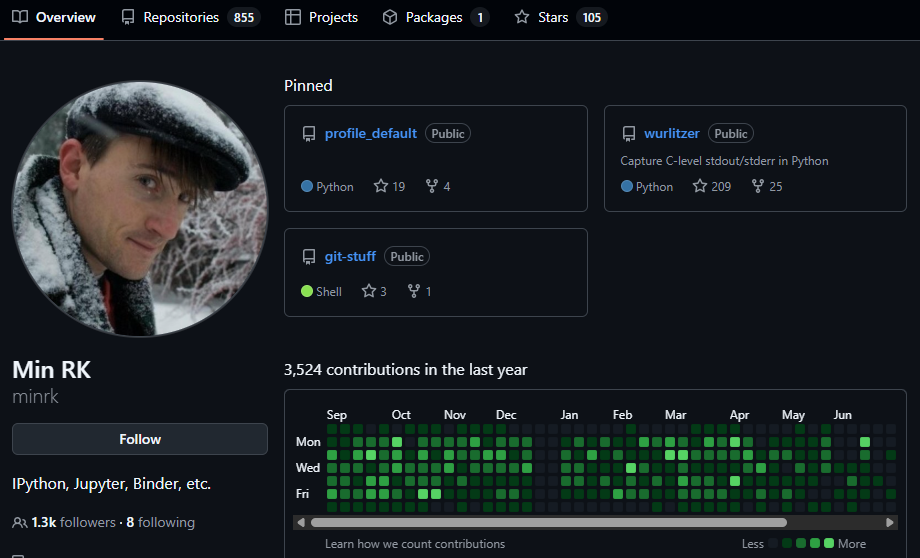 Overview Repositories 855 Projects Packages 1 Stars 105
Pinned
profile_default Public
Python 19 4
wurlitzer Public
Capture C-level stdout/stderr in Python
Python 209 25
git-stuff Public
Shell 3 1
Min RK
minrk
Follow
IPython, Jupyter, Binder, etc.
1.3k followers · 8 following
3,524 contributions in the last year
Sep Oct Nov Dec Jan Feb Mar Apr May Jun
Mon
Wed
Fri
Learn how we count contributions
Less More